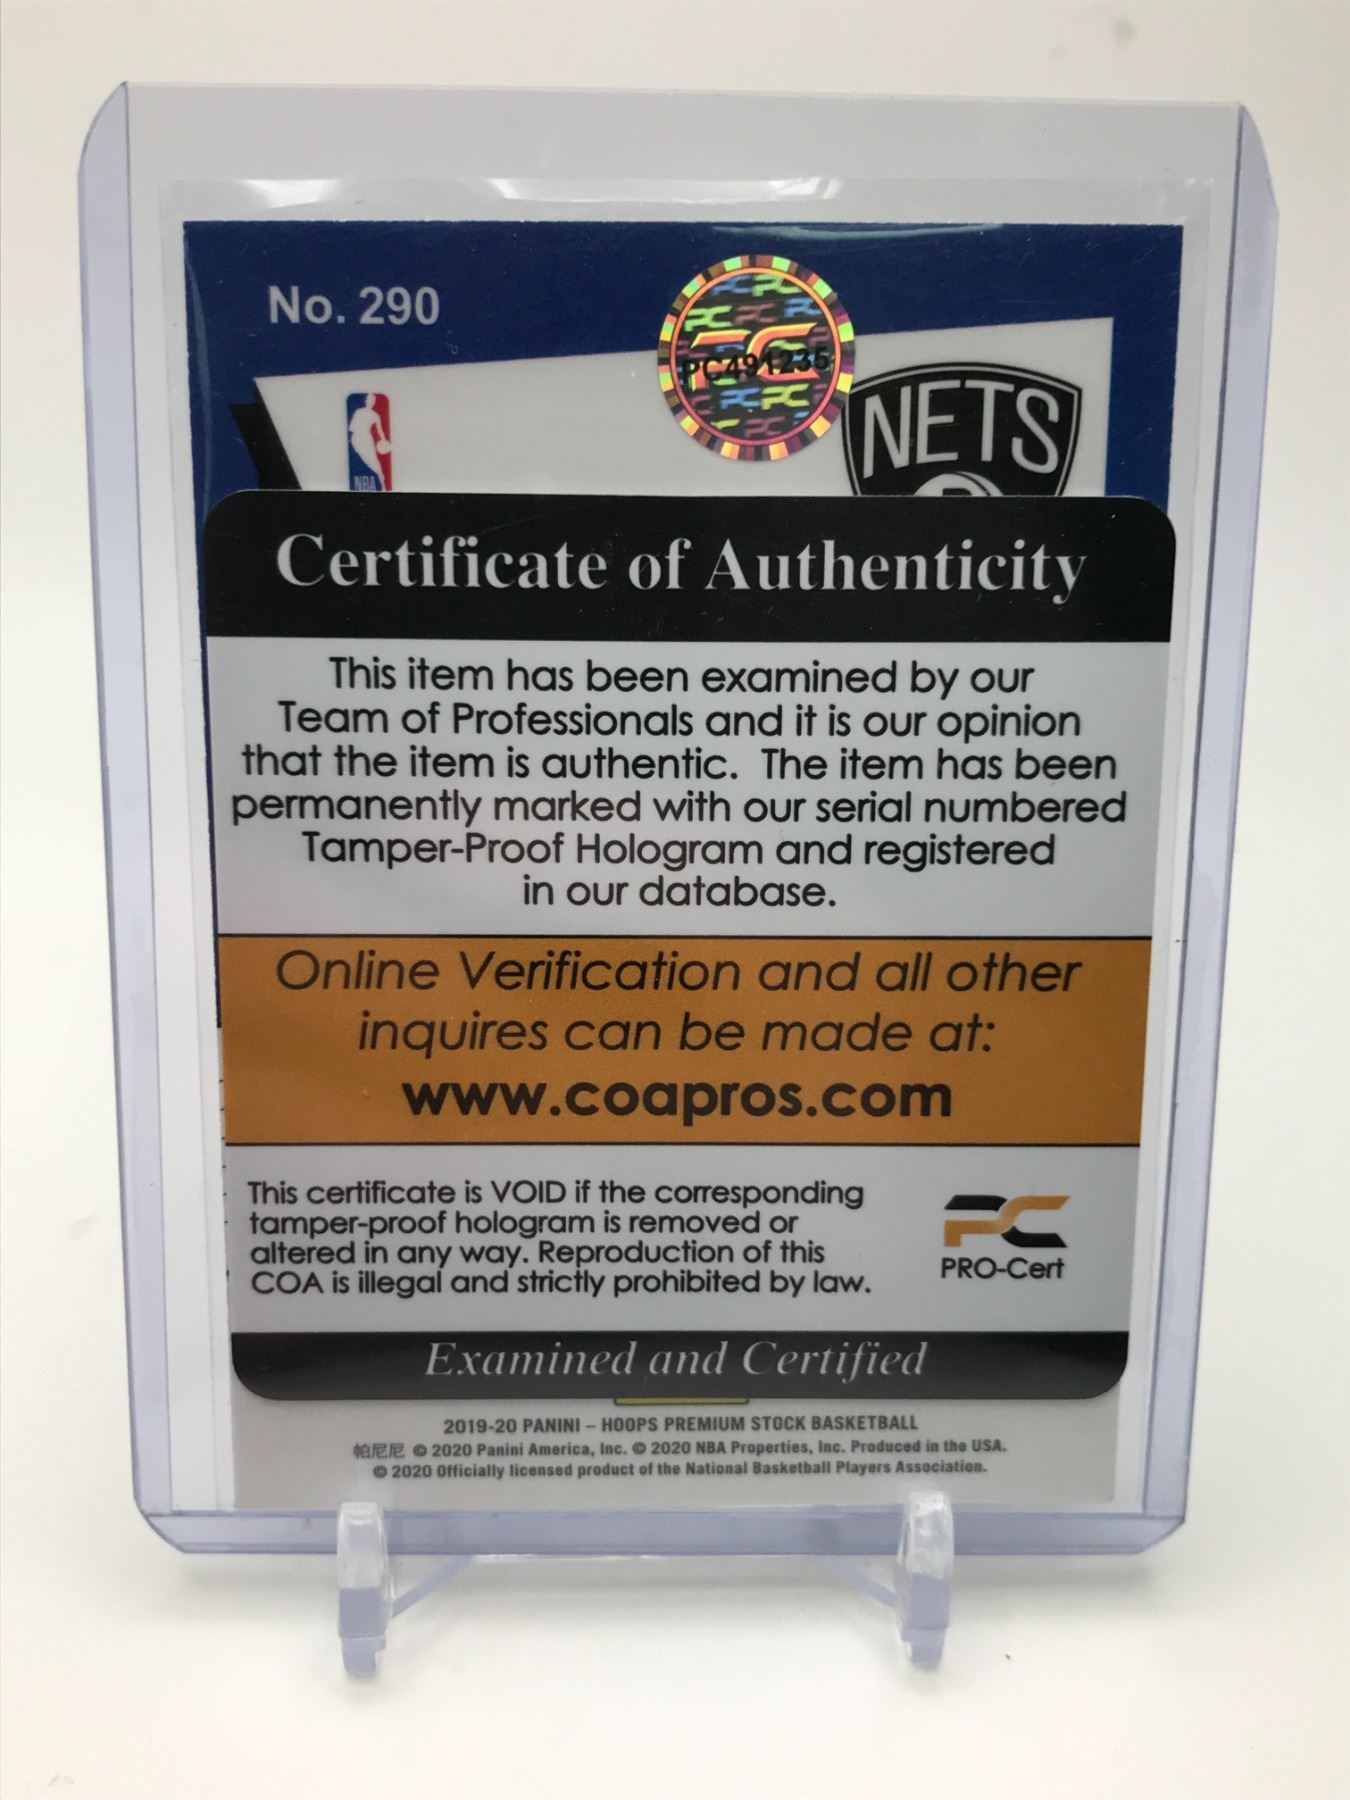 No. 290
PC491235
NBA
NETS
Certificate of Authenticity
This item has been examined by our
Team of Professionals and it is our opinion
that the item is authentic. The item has been
permanently marked with our serial numbered
Tamper-Proof Hologram and registered
in our database.
Online Verification and all other
inquires can be made at:
www.coapros.com
This certificate is VOID if the corresponding
tamper-proof hologram is removed or
altered in any way. Reproduction of this
COA is illegal and strictly prohibited by law.
PC
PRO-Cert
Examined and Certified
2019-20 PANINI – HOOPS PREMIUM STOCK BASKETBALL
帕尼尼 © 2020 Panini America, Inc. © 2020 NBA Properties, Inc. Produced in the USA.
© 2020 Officially licensed product of the National Basketball Players Association.